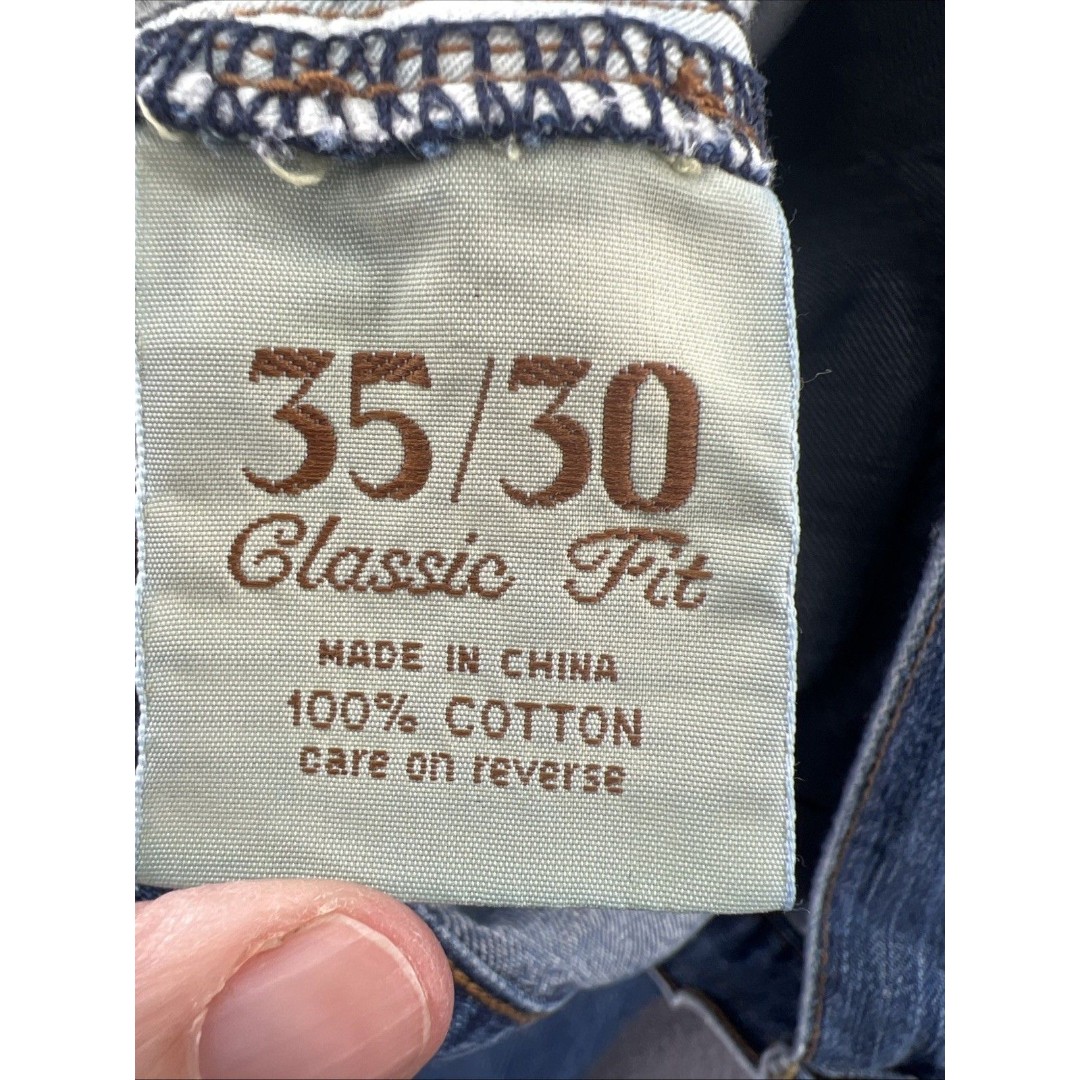 35/30
Classic Fit
MADE IN CHINA
100% COTTON
care on reverse